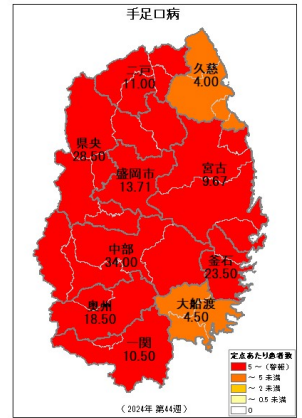 手足口病
二戸
11.00
久慈
4.00
県央
28.50
盛岡市
13.71
宮古
9.67
中部
34.00
釜石
23.50
奥州
18.50
大船渡
4.50
一関
10.50
定点あたり患者数
5～（警報）
～ 5 未満
～ 2 未満
～ 0.5 未満
0
（2024年 第44週）